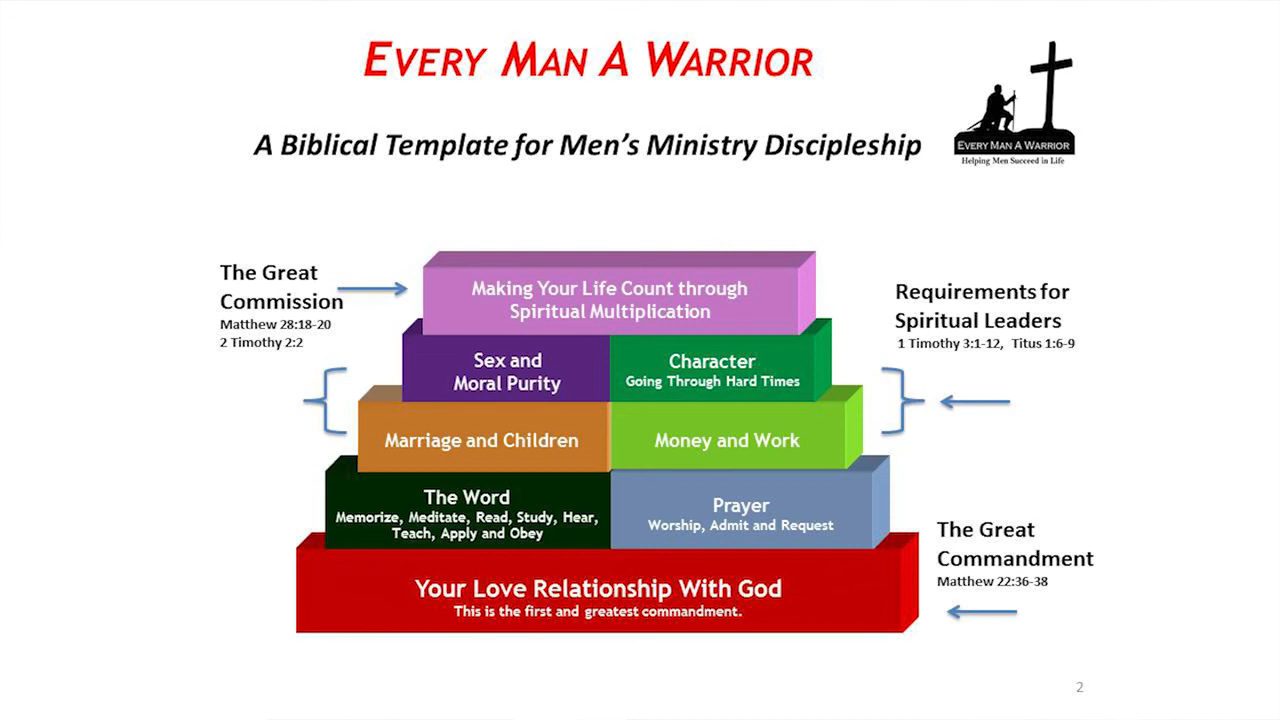 EVERY MAN A WARRIOR
A Biblical Template for Men's Ministry Discipleship
EVERY MAN A WARRIOR
Helping Men Succeed in Life
The Great
Commission
Matthew 28:18-20
2 Timothy 2:2
Making Your Life Count through
Spiritual Multiplication
Requirements for
Spiritual Leaders
1 Timothy 3:1-12, Titus 1:6-9
Sex and
Moral Purity
Character
Going Through Hard Times
Marriage and Children
Money and Work
The Word
Memorize, Meditate, Read, Study, Hear,
Teach, Apply and Obey
Prayer
Worship, Admit and Request
Your Love Relationship With God
This is the first and greatest commandment.
The Great
Commandment
Matthew 22:36-38
2